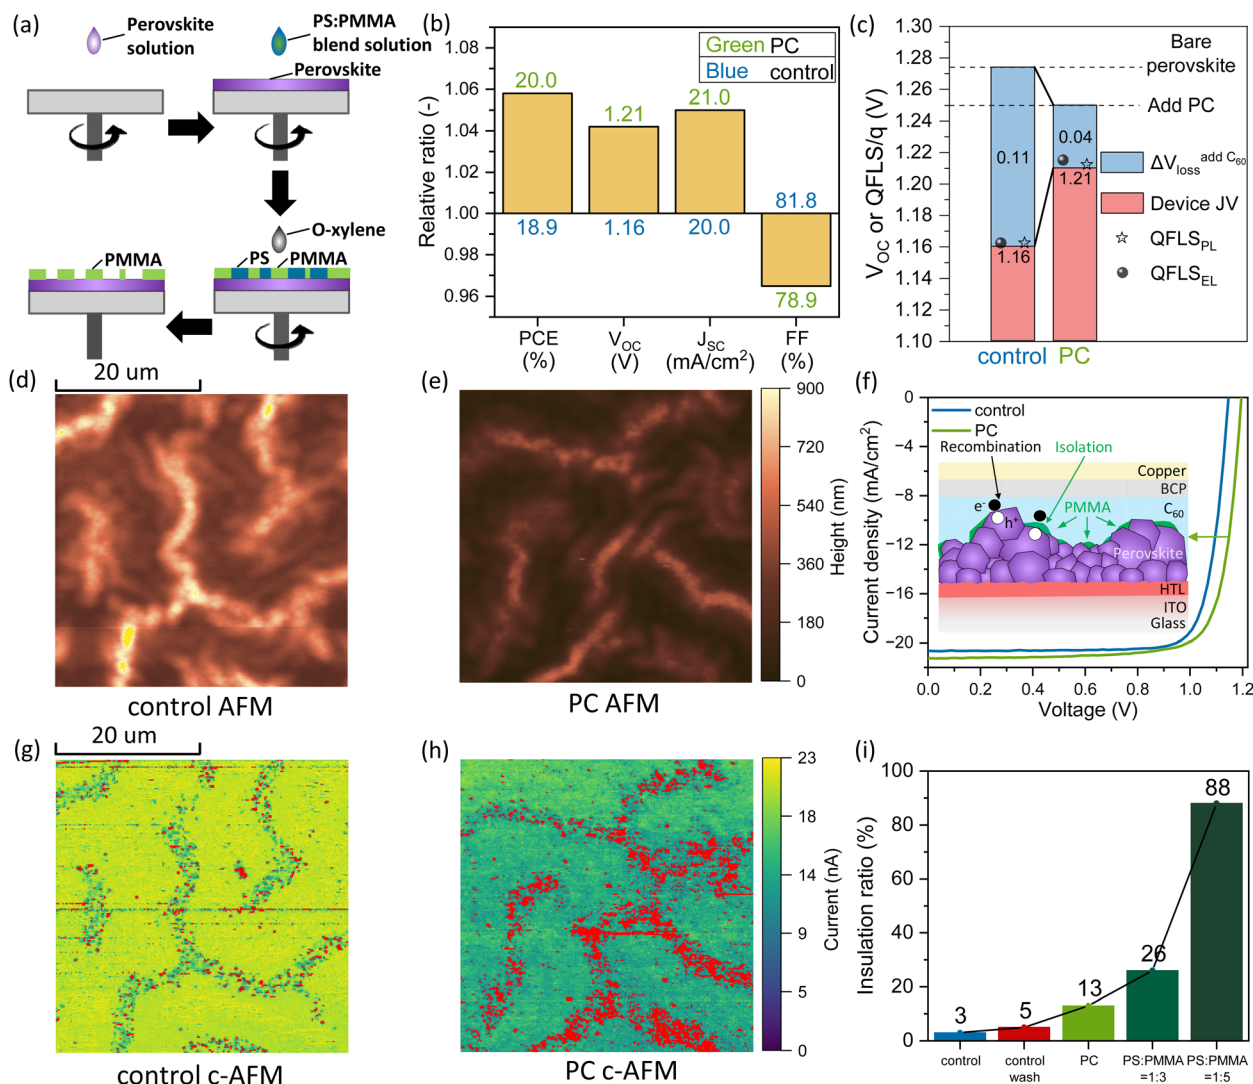 (a)
Perovskite
solution
PS:PMMA
blend solution
Perovskite
O-xylene
PMMA
PS PMMA
(b)
Relative ratio (-)
1.08
1.06
1.04
1.02
1.00
0.98
0.96
Green PC
Blue control
20.0
1.21
21.0
81.8
18.9
1.16
20.0
78.9
PCE
(%)
V_OC
(V)
J_SC
(mA/cm²)
FF
(%)
(c)
V_OC or QFLS/q (V)
1.30
1.28
1.26
1.24
1.22
1.20
1.18
1.16
1.14
1.12
1.10
Bare
perovskite
Add PC
0.11
0.04
1.21
1.16
ΔV_loss^add C₆₀
Device JV
QFLS_PL
QFLS_EL
control PC
(d)
20 um
control AFM
(e)
PC AFM
900
720
540
360
180
0
Height (nm)
(f)
Current density (mA/cm²)
0
−4
−8
−12
−16
−20
control
PC
Recombination
Isolation
Copper
BCP
C₆₀
e⁻
h⁺
PMMA
Perovskite
HTL
ITO
Glass
0.0 0.2 0.4 0.6 0.8 1.0 1.2
Voltage (V)
(g)
20 um
control c-AFM
(h)
PC c-AFM
23
18
14
9
5
0
Current (nA)
(i)
Insulation ratio (%)
100
80
60
40
20
0
3
5
13
26
88
control
control
wash
PC
PS:PMMA
=1:3
PS:PMMA
=1:5